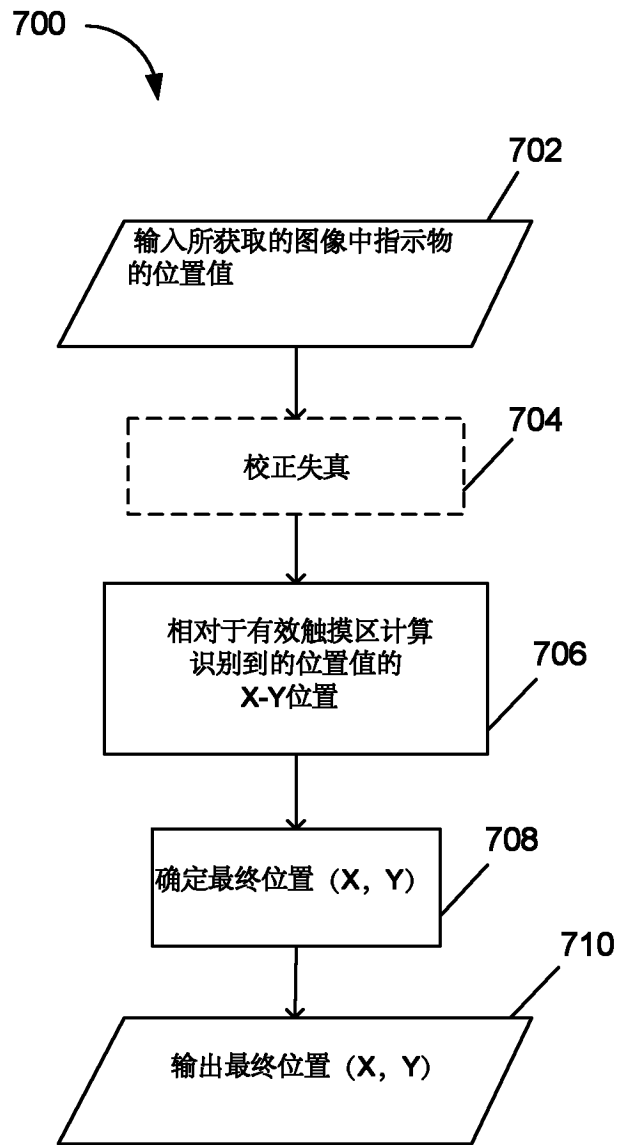 700
702
输入所获取的图像中指示物
的位置值
704
校正失真
相对于有效触摸区计算
识别到的位置值的
X-Y位置
706
708
确定最终位置（X，Y）
710
输出最终位置（X，Y）